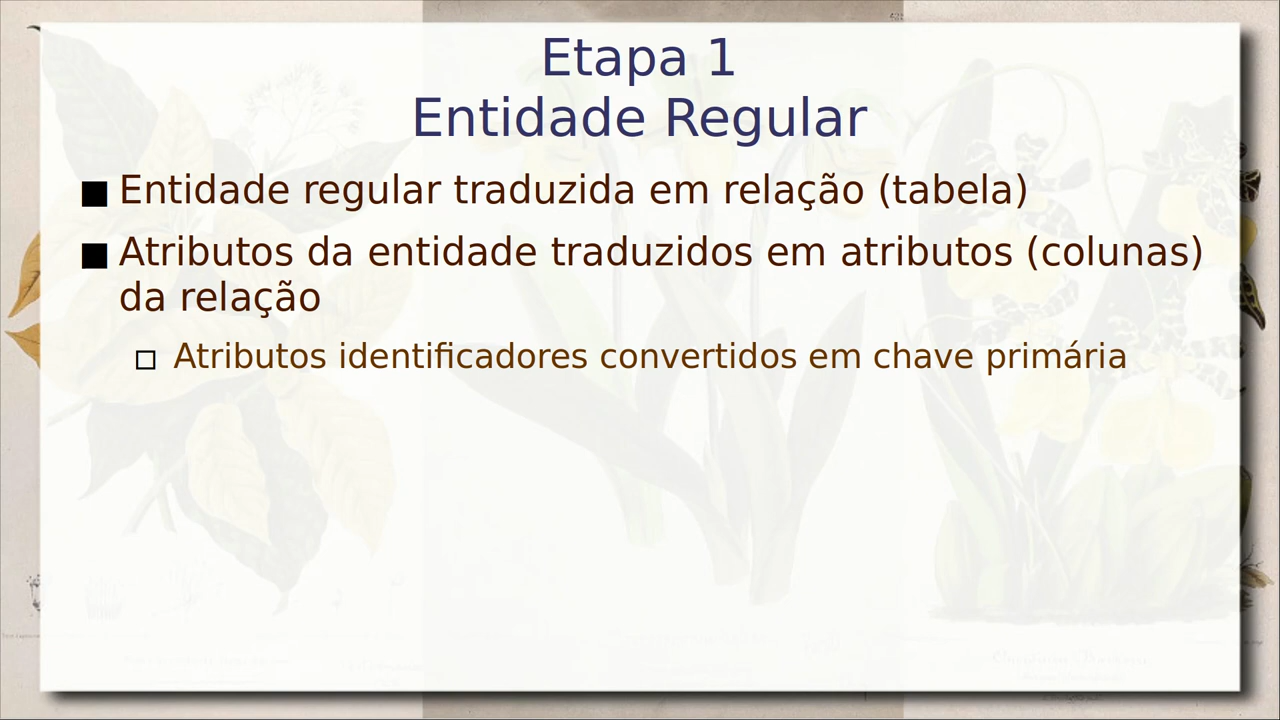 Etapa 1
Entidade Regular
Entidade regular traduzida em relação (tabela)
Atributos da entidade traduzidos em atributos (colunas)
da relação
Atributos identificadores convertidos em chave primária